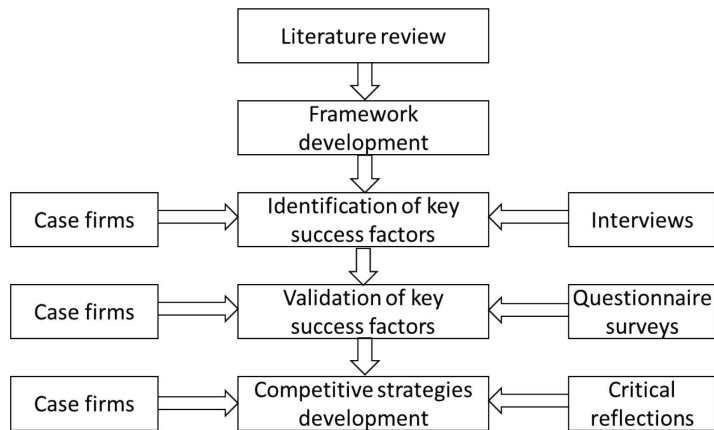 Literature review
Framework
development
Case firms
Identification of key
success factors
Interviews
Case firms
Validation of key
success factors
Questionnaire
surveys
Case firms
Competitive strategies
development
Critical
reflections